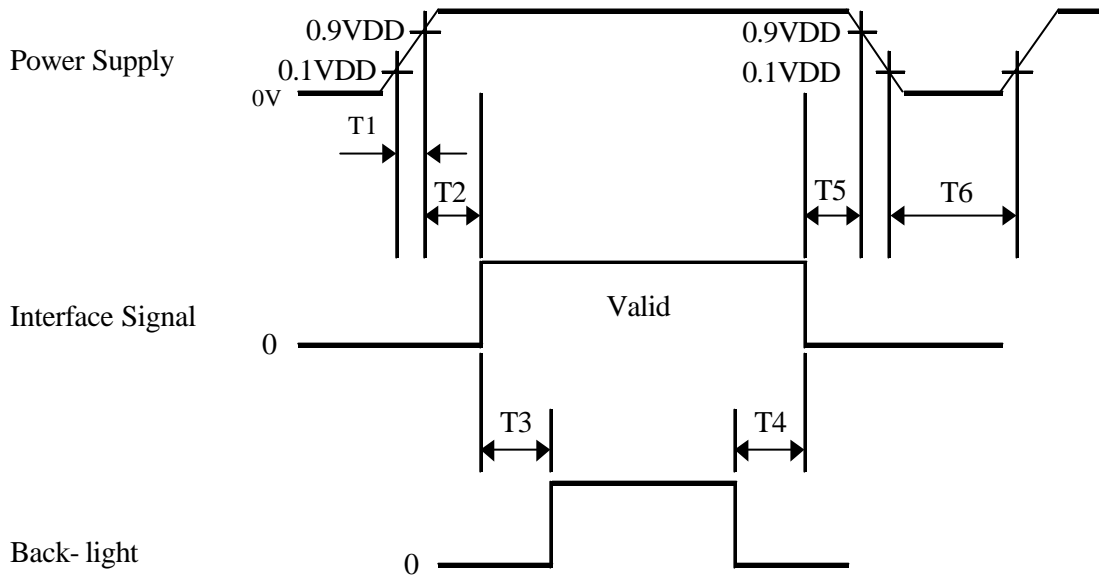 0.9VDD
0.9VDD
Power Supply
0.1VDD
0.1VDD
0V
T1
T2
T5
T6
Interface Signal
Valid
0
T3
T4
Back- light
0